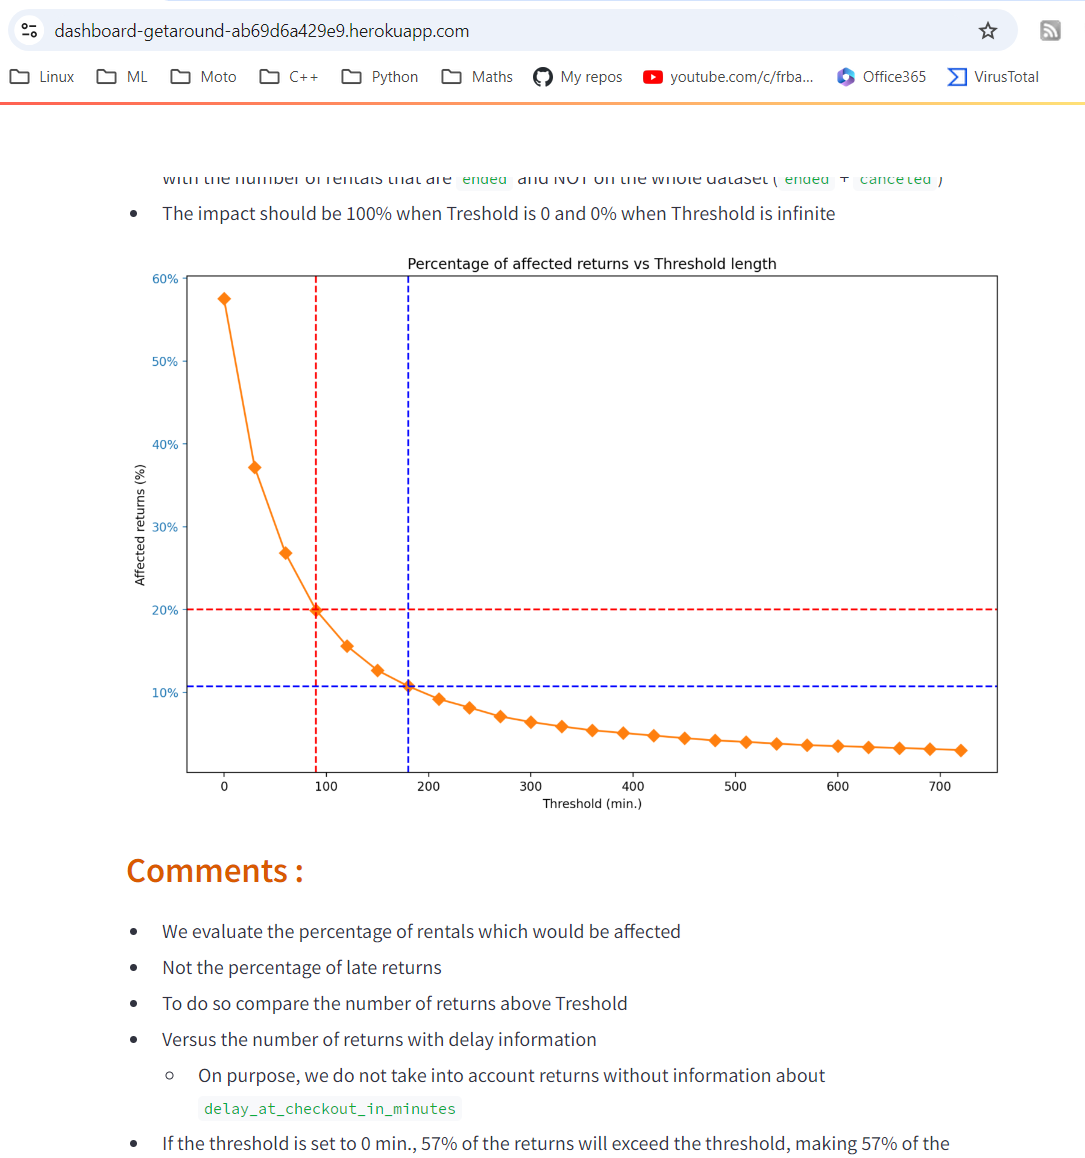 dashboard-getaround-ab69d6a429e9.herokuapp.com
Linux ML Moto C++ Python Maths My repos youtube.com/c/frba... Office365 VirusTotal
with the number of rentals that are ended and NOT on the whole dataset ( ended + canceled )
The impact should be 100% when Treshold is 0 and 0% when Threshold is infinite
Percentage of affected returns vs Threshold length
60%
50%
40%
30%
20%
10%
Affected returns (%)
0 100 200 300 400 500 600 700
Threshold (min.)
Comments :
We evaluate the percentage of rentals which would be affected
Not the percentage of late returns
To do so compare the number of returns above Treshold
Versus the number of returns with delay information
On purpose, we do not take into account returns without information about
delay_at_checkout_in_minutes
If the threshold is set to 0 min., 57% of the returns will exceed the threshold, making 57% of the